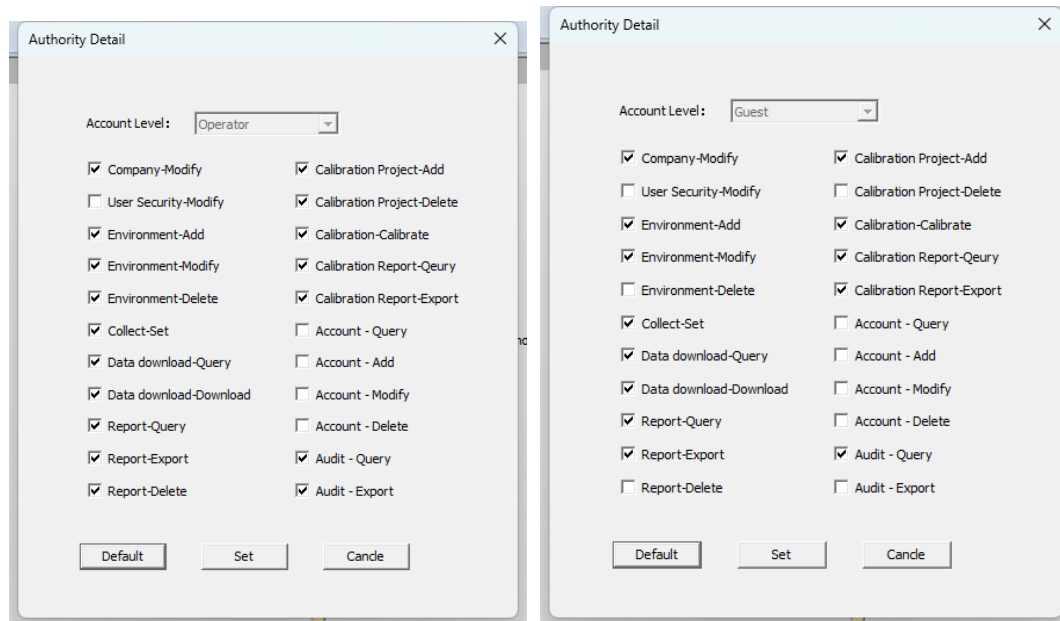 Authority Detail
Account Level:
Operator
Company-Modify
Calibration Project-Add
User Security-Modify
Calibration Project-Delete
Environment-Add
Calibration-Calibrate
Environment-Modify
Calibration Report-Qeury
Environment-Delete
Calibration Report-Export
Collect-Set
Account - Query
Data download-Query
Account - Add
Data download-Download
Account - Modify
Report-Query
Account - Delete
Report-Export
Audit - Query
Report-Delete
Audit - Export
Default
Set
Cancle
Authority Detail
Account Level:
Guest
Company-Modify
Calibration Project-Add
User Security-Modify
Calibration Project-Delete
Environment-Add
Calibration-Calibrate
Environment-Modify
Calibration Report-Qeury
Environment-Delete
Calibration Report-Export
Collect-Set
Account - Query
Data download-Query
Account - Add
Data download-Download
Account - Modify
Report-Query
Account - Delete
Report-Export
Audit - Query
Report-Delete
Audit - Export
Default
Set
Cancle